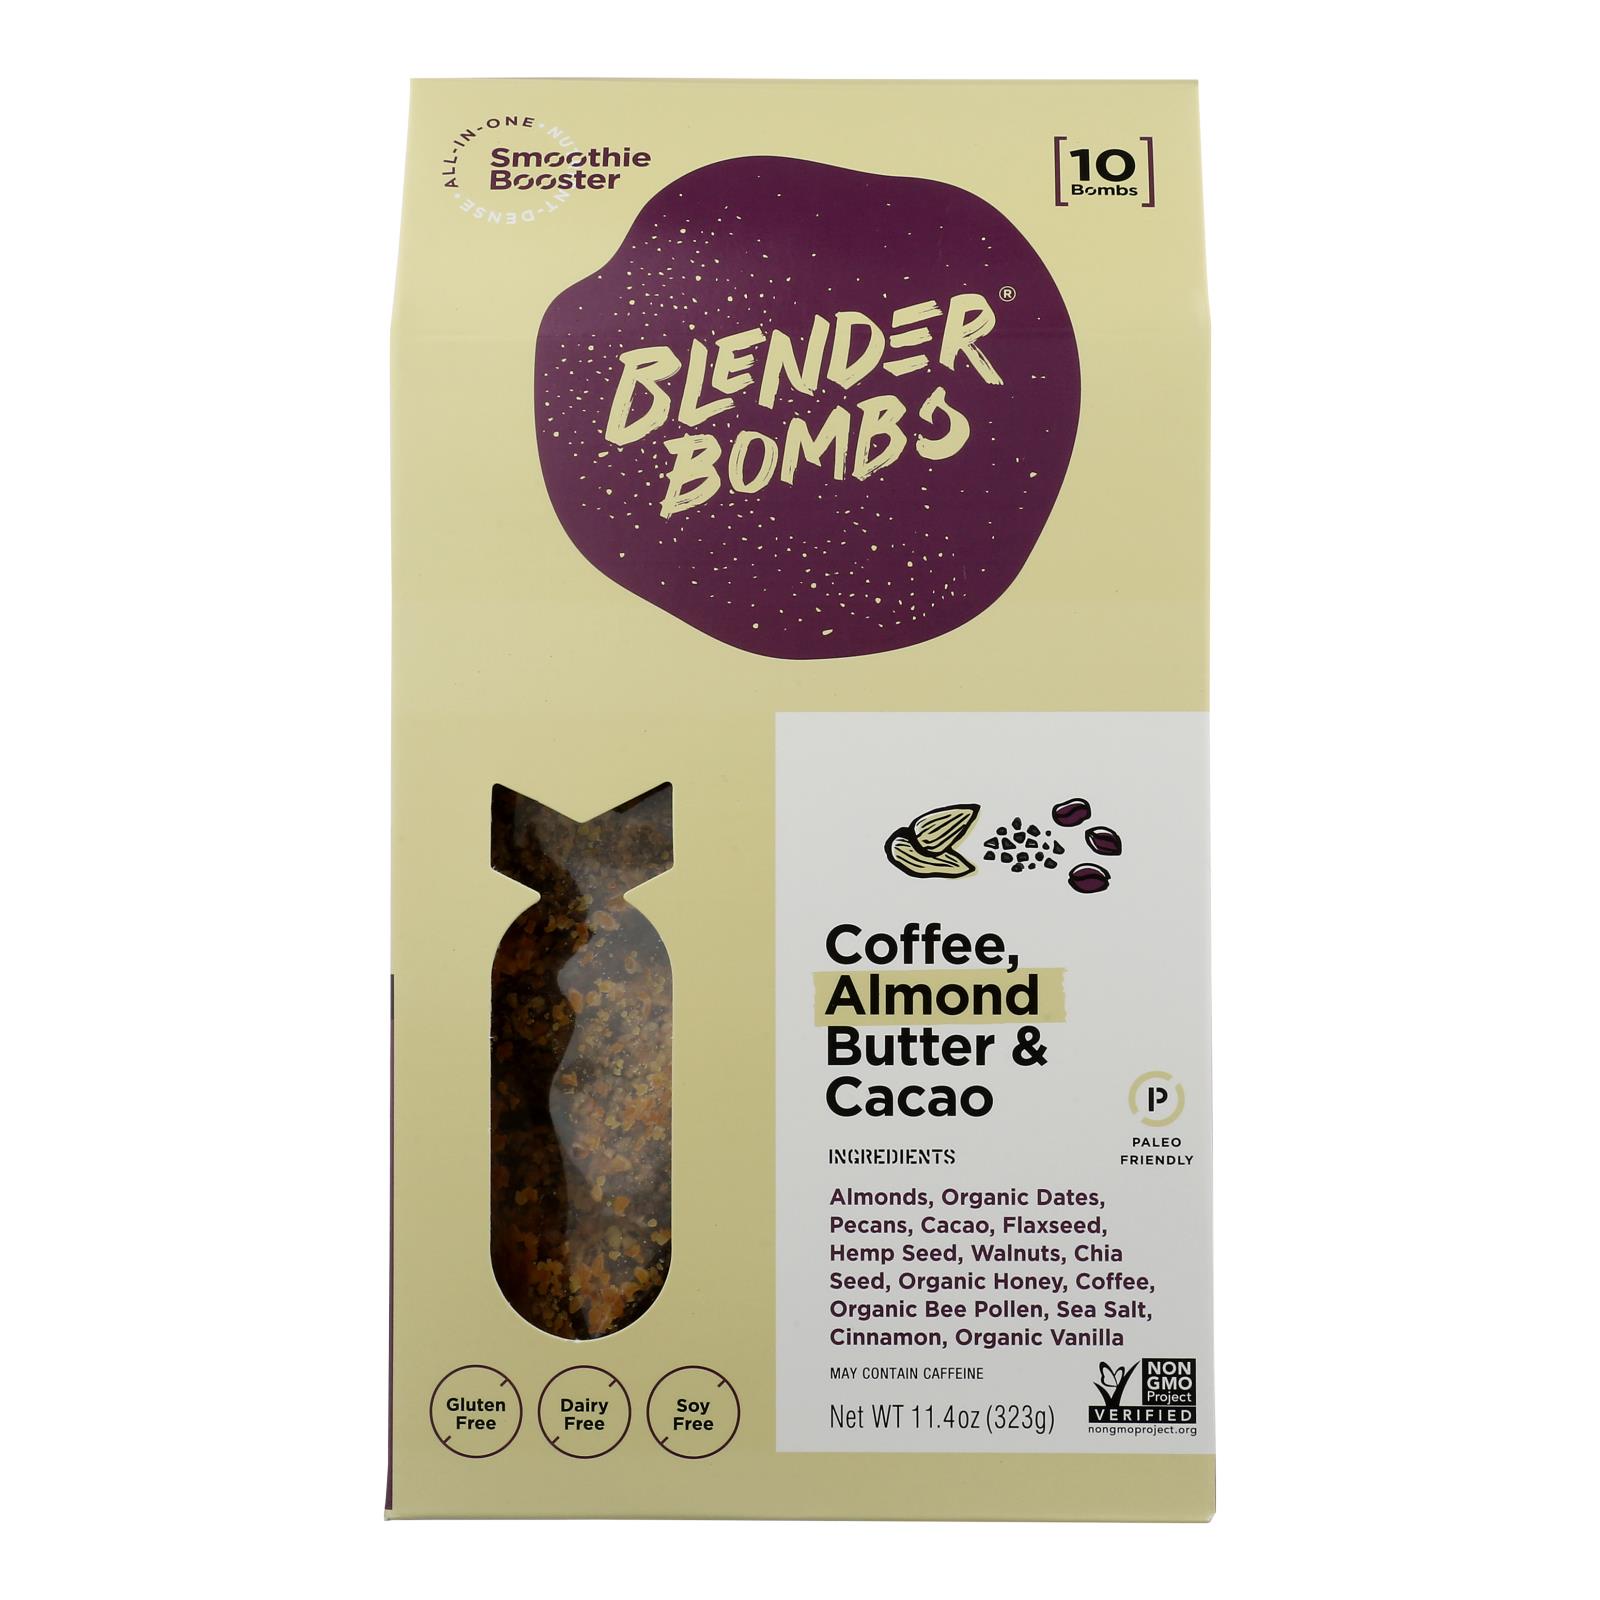 ALL-IN-ONE • NUTRIENT-DENSE •
Smoothie
Booster
[10
Bombs]
BLENDER®
BOMBS
Coffee,
Almond
Butter &
Cacao
P
PALEO
FRIENDLY
INGREDIENTS
Almonds, Organic Dates,
Pecans, Cacao, Flaxseed,
Hemp Seed, Walnuts, Chia
Seed, Organic Honey, Coffee,
Organic Bee Pollen, Sea Salt,
Cinnamon, Organic Vanilla
MAY CONTAIN CAFFEINE
Net WT 11.4oz (323g)
NON
GMO
Project
VERIFIED
nongmoproject.org
Gluten
Free
Dairy
Free
Soy
Free